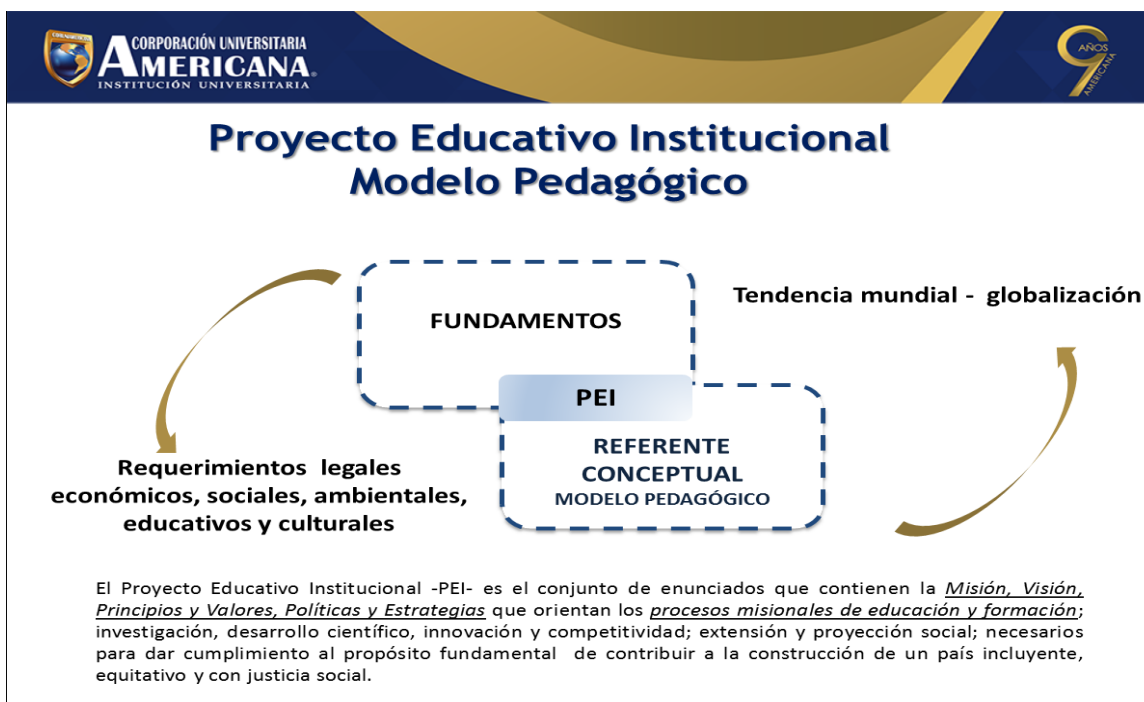 CORUNIAMERICANA
CORPORACIÓN UNIVERSITARIA
AMERICANA.
INSTITUCIÓN UNIVERSITARIA
9 AÑOS
AMERICANA
Proyecto Educativo Institucional
Modelo Pedagógico
FUNDAMENTOS
Tendencia mundial - globalización
PEI
REFERENTE
CONCEPTUAL
MODELO PEDAGÓGICO
Requerimientos legales
económicos, sociales, ambientales,
educativos y culturales
El Proyecto Educativo Institucional -PEI- es el conjunto de enunciados que contienen la Misión, Visión,
Principios y Valores, Políticas y Estrategias que orientan los procesos misionales de educación y formación;
investigación, desarrollo científico, innovación y competitividad; extensión y proyección social; necesarios
para dar cumplimiento al propósito fundamental de contribuir a la construcción de un país incluyente,
equitativo y con justicia social.